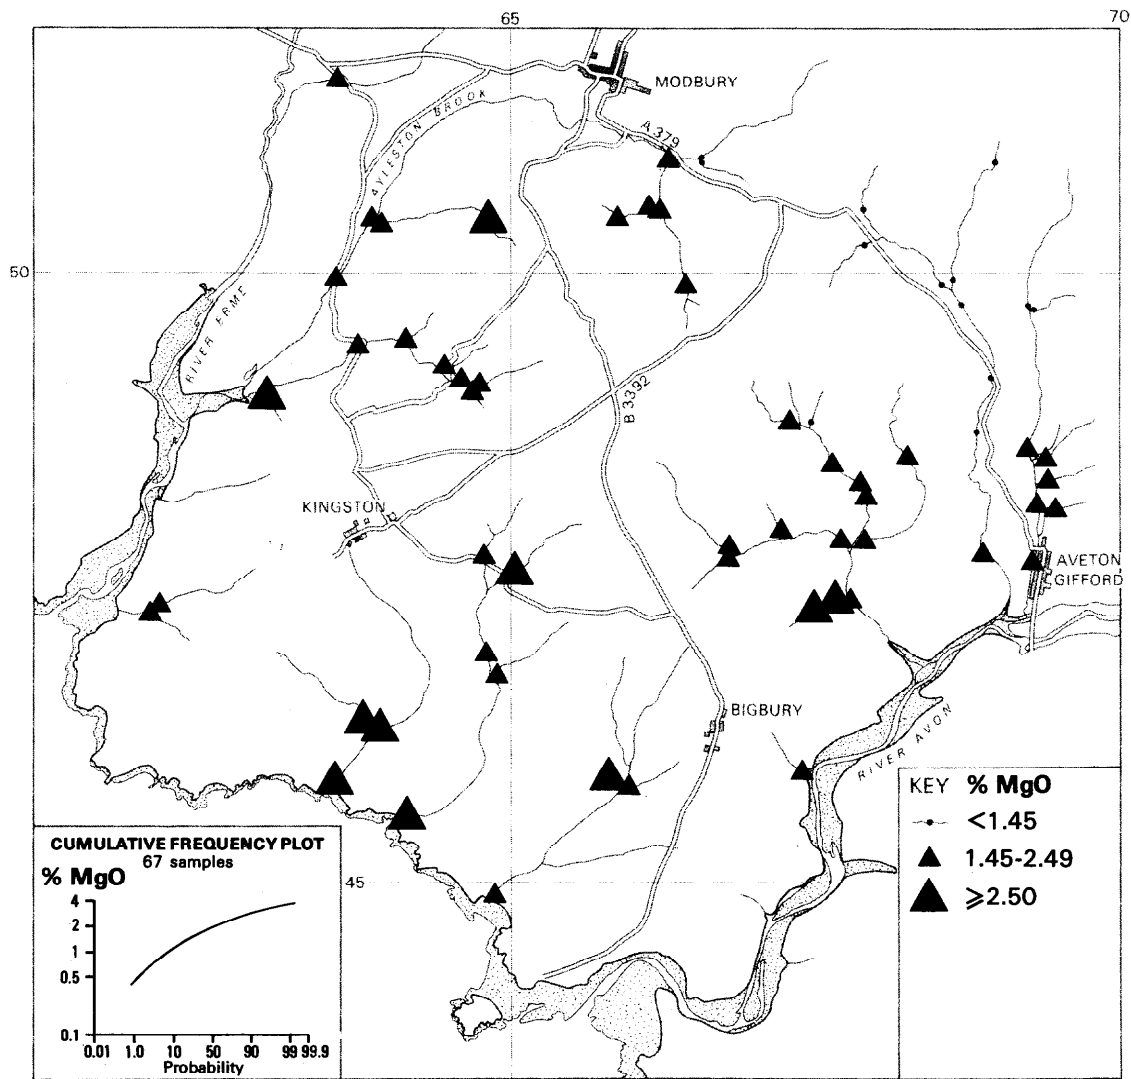 65
70
MODBURY
A 379
AYLESTON BROOK
50
RIVER ERME
B 3392
KINGSTON
AVETON
GIFFORD
BIGBURY
RIVER AVON
45
KEY % MgO
<1.45
1.45-2.49
⩾2.50
CUMULATIVE FREQUENCY PLOT
67 samples
% MgO
4
2
1
0.5
0.1
0.01 1.0 10 50 90 99 99.9
Probability